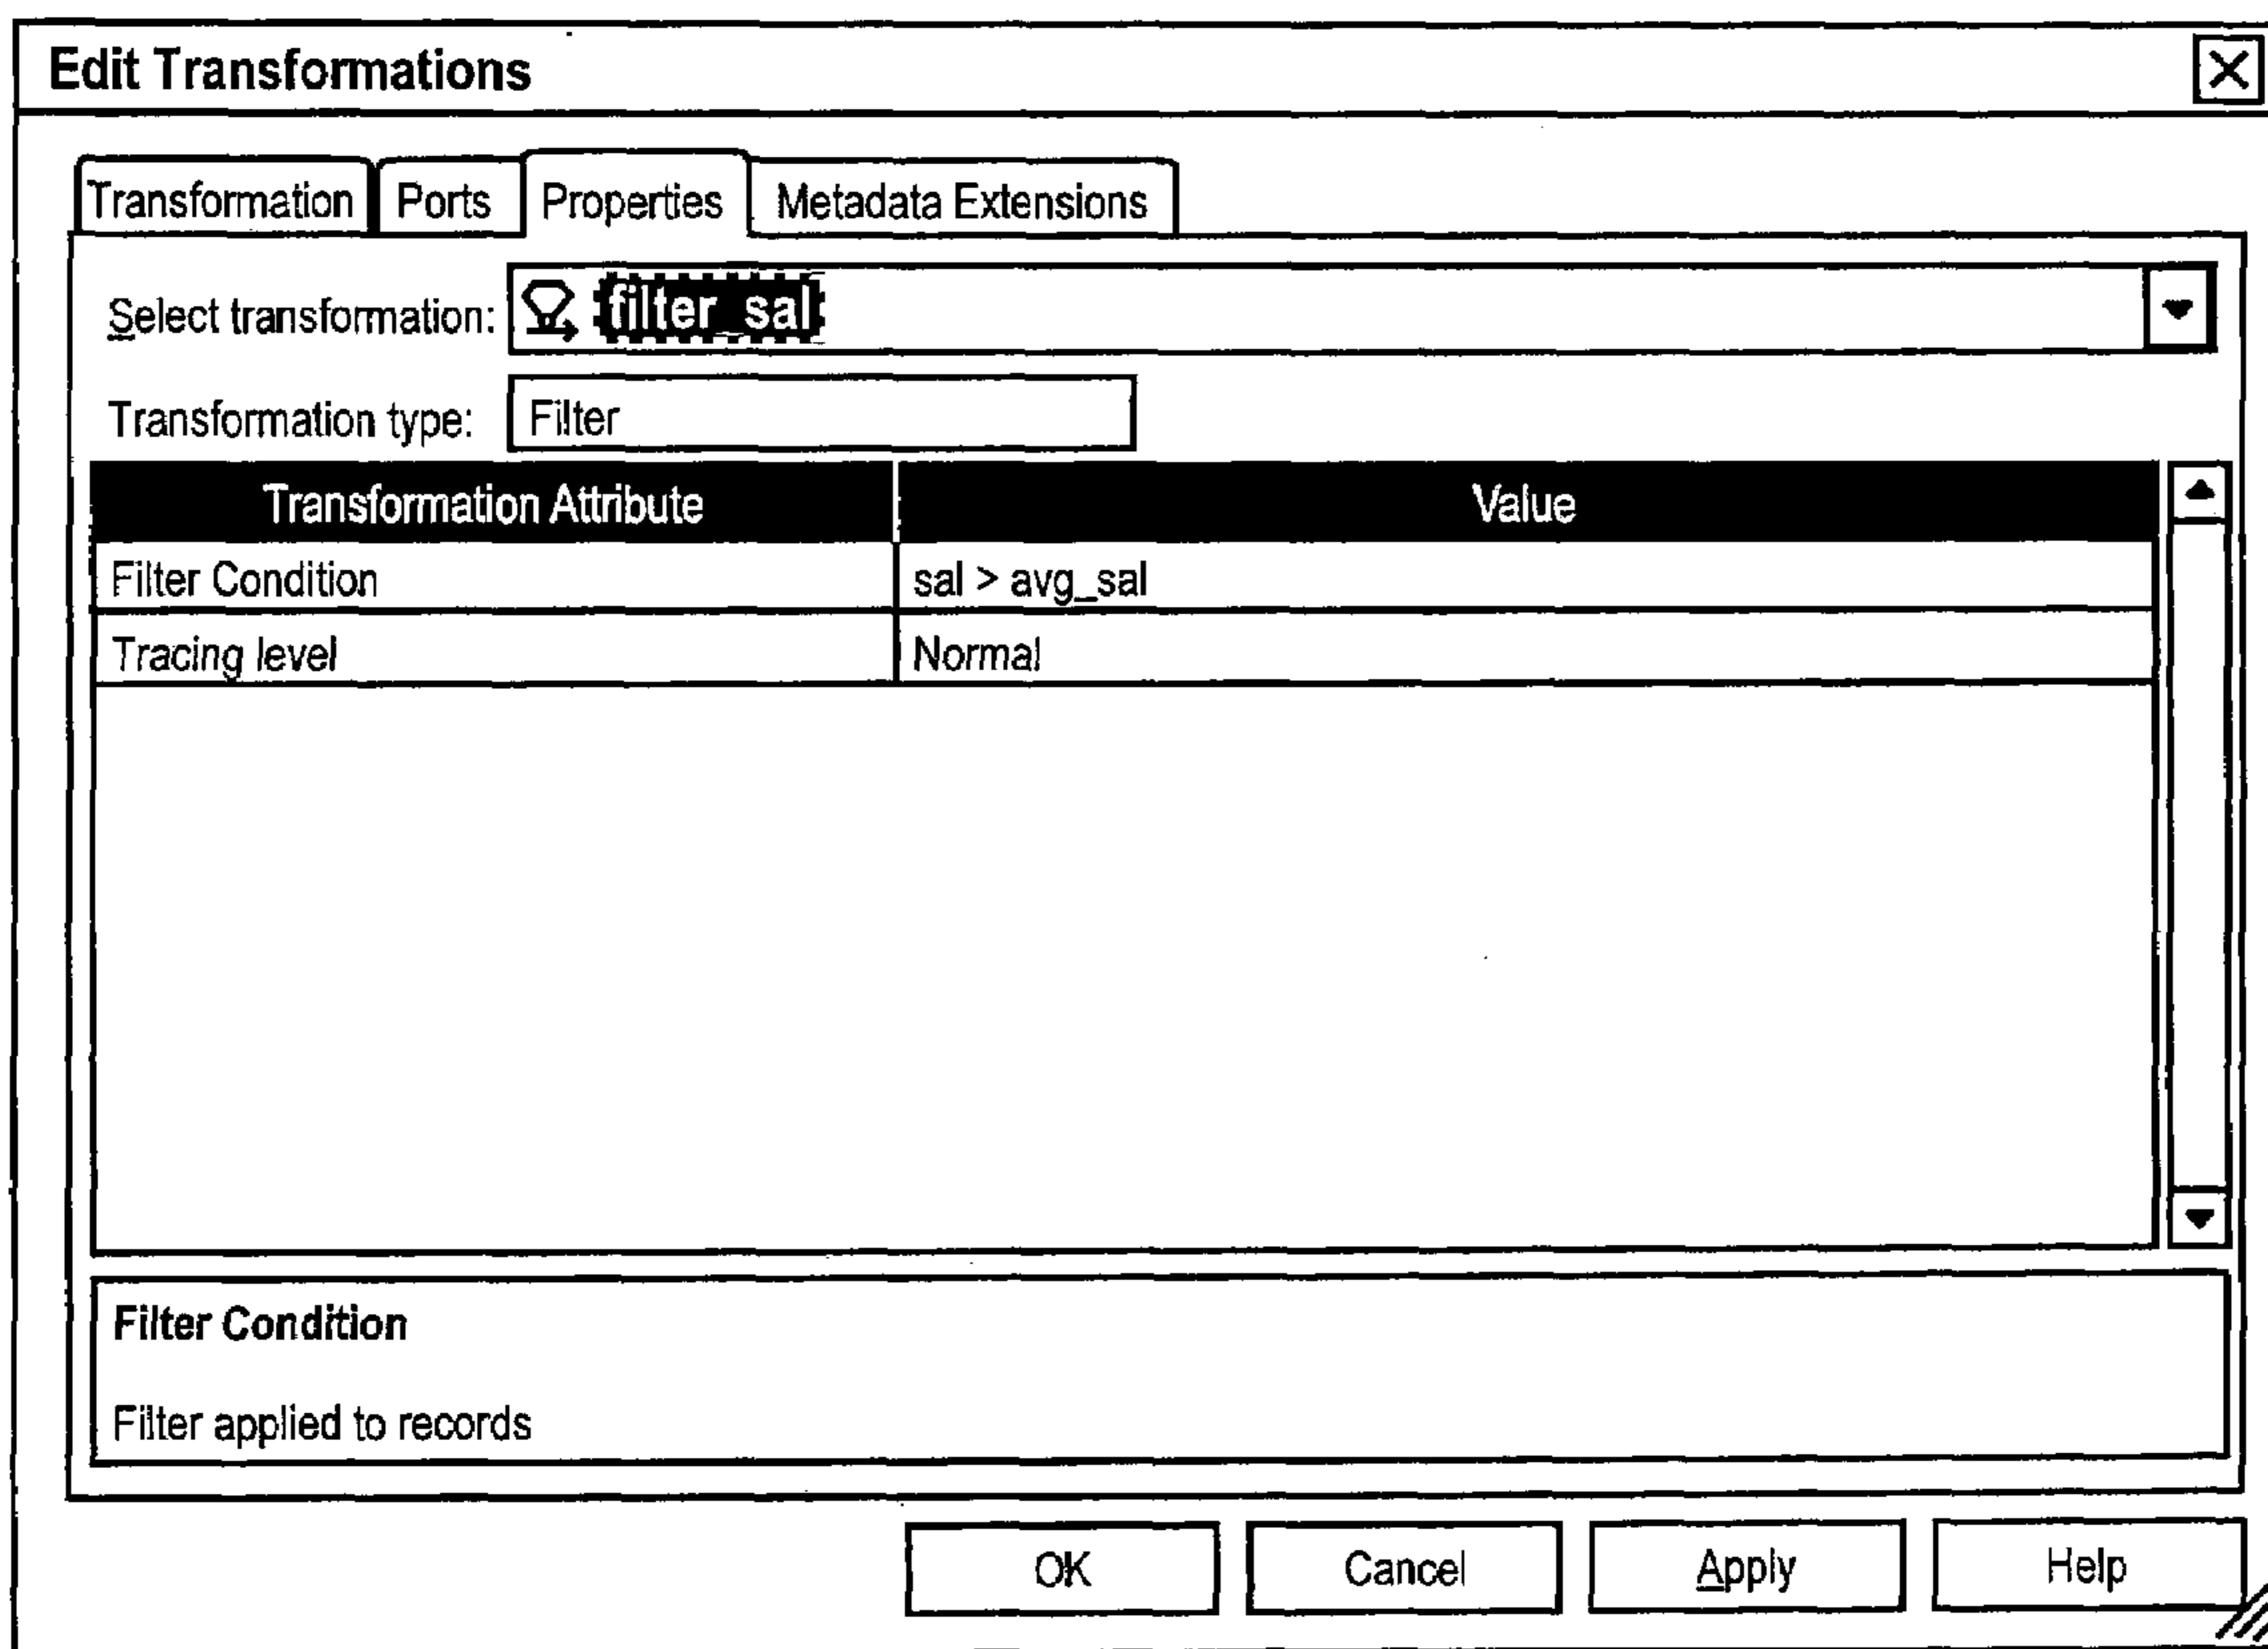 Edit Transformations
Transformation Ports Properties Metadata Extensions
Select transformation: filter_sal
Transformation type: Filter
Transformation Attribute Value
Filter Condition sal > avg_sal
Tracing level Normal
Filter Condition
Filter applied to records
OK Cancel Apply Help